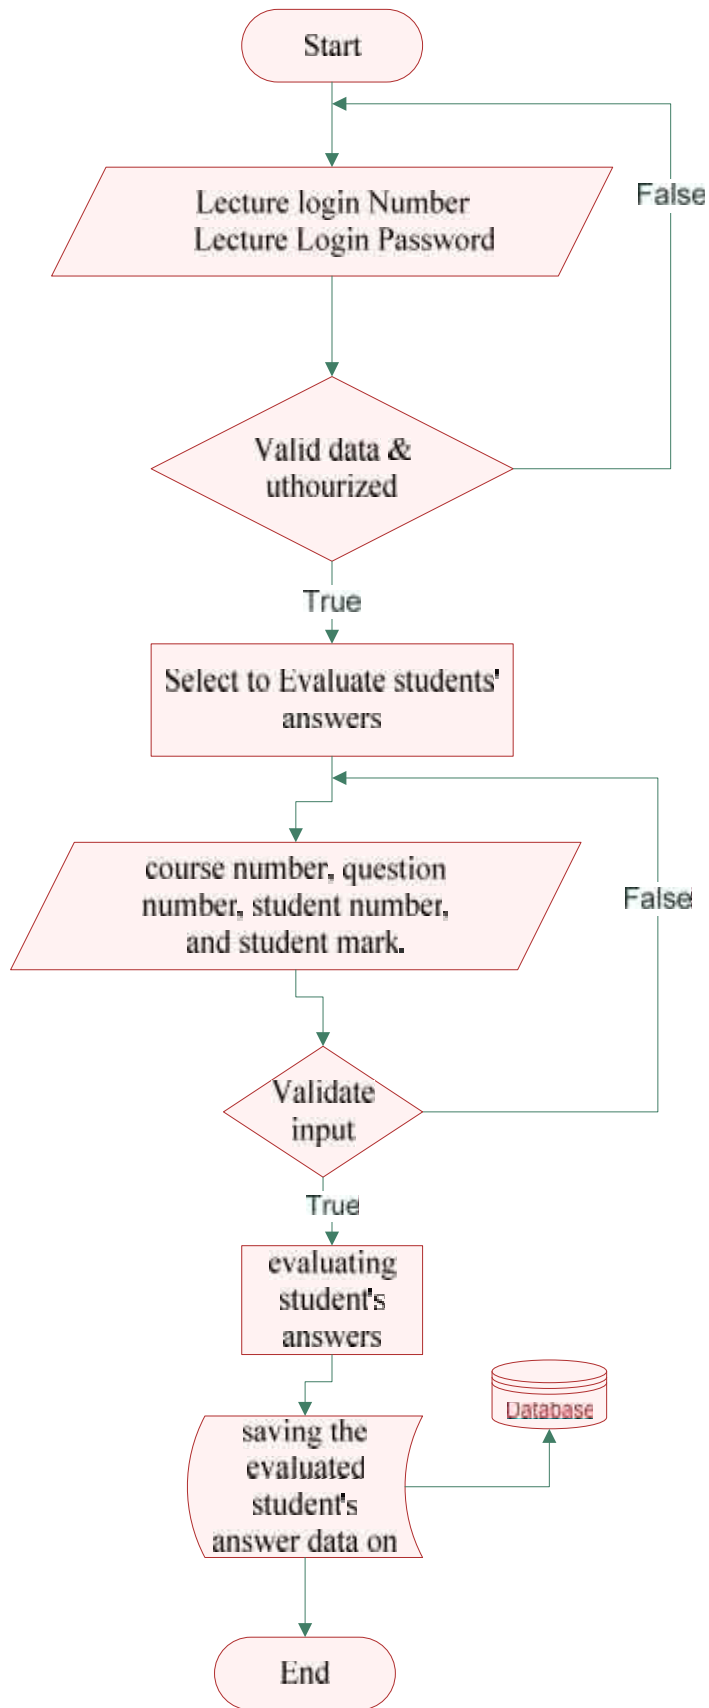 Start
False
Lecture login Number
Lecture Login Password
Valid data &
uthourized
True
Select to Evaluate students'
answers
course number, question
number, student number,
and student mark.
False
Validate
input
True
evaluating
student's
answers
Database
saving the
evaluated
student's
answer data on
End